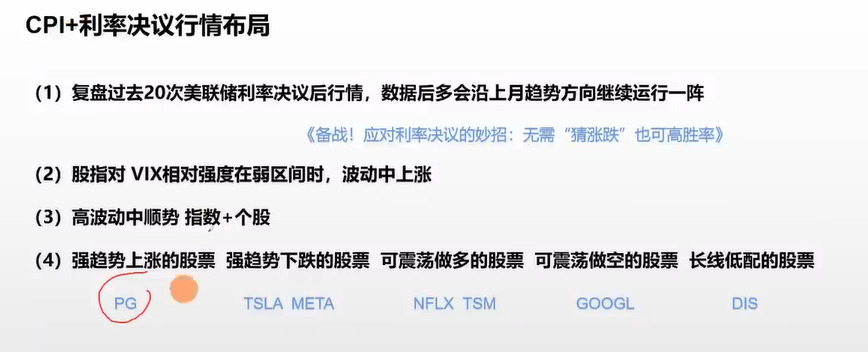 CPI+利率决议行情布局
（1）复盘过去20次美联储利率决议后行情，数据后多会沿上月趋势方向继续运行一阵
《备战！应对利率决议的妙招：无需“猜涨跌”也可高胜率》
（2）股指对 VIX相对强度在弱区间时，波动中上涨
（3）高波动中顺势 指数+个股
（4）强趋势上涨的股票 强趋势下跌的股票 可震荡做多的股票 可震荡做空的股票 长线低配的股票
PG TSLA META NFLX TSM GOOGL DIS